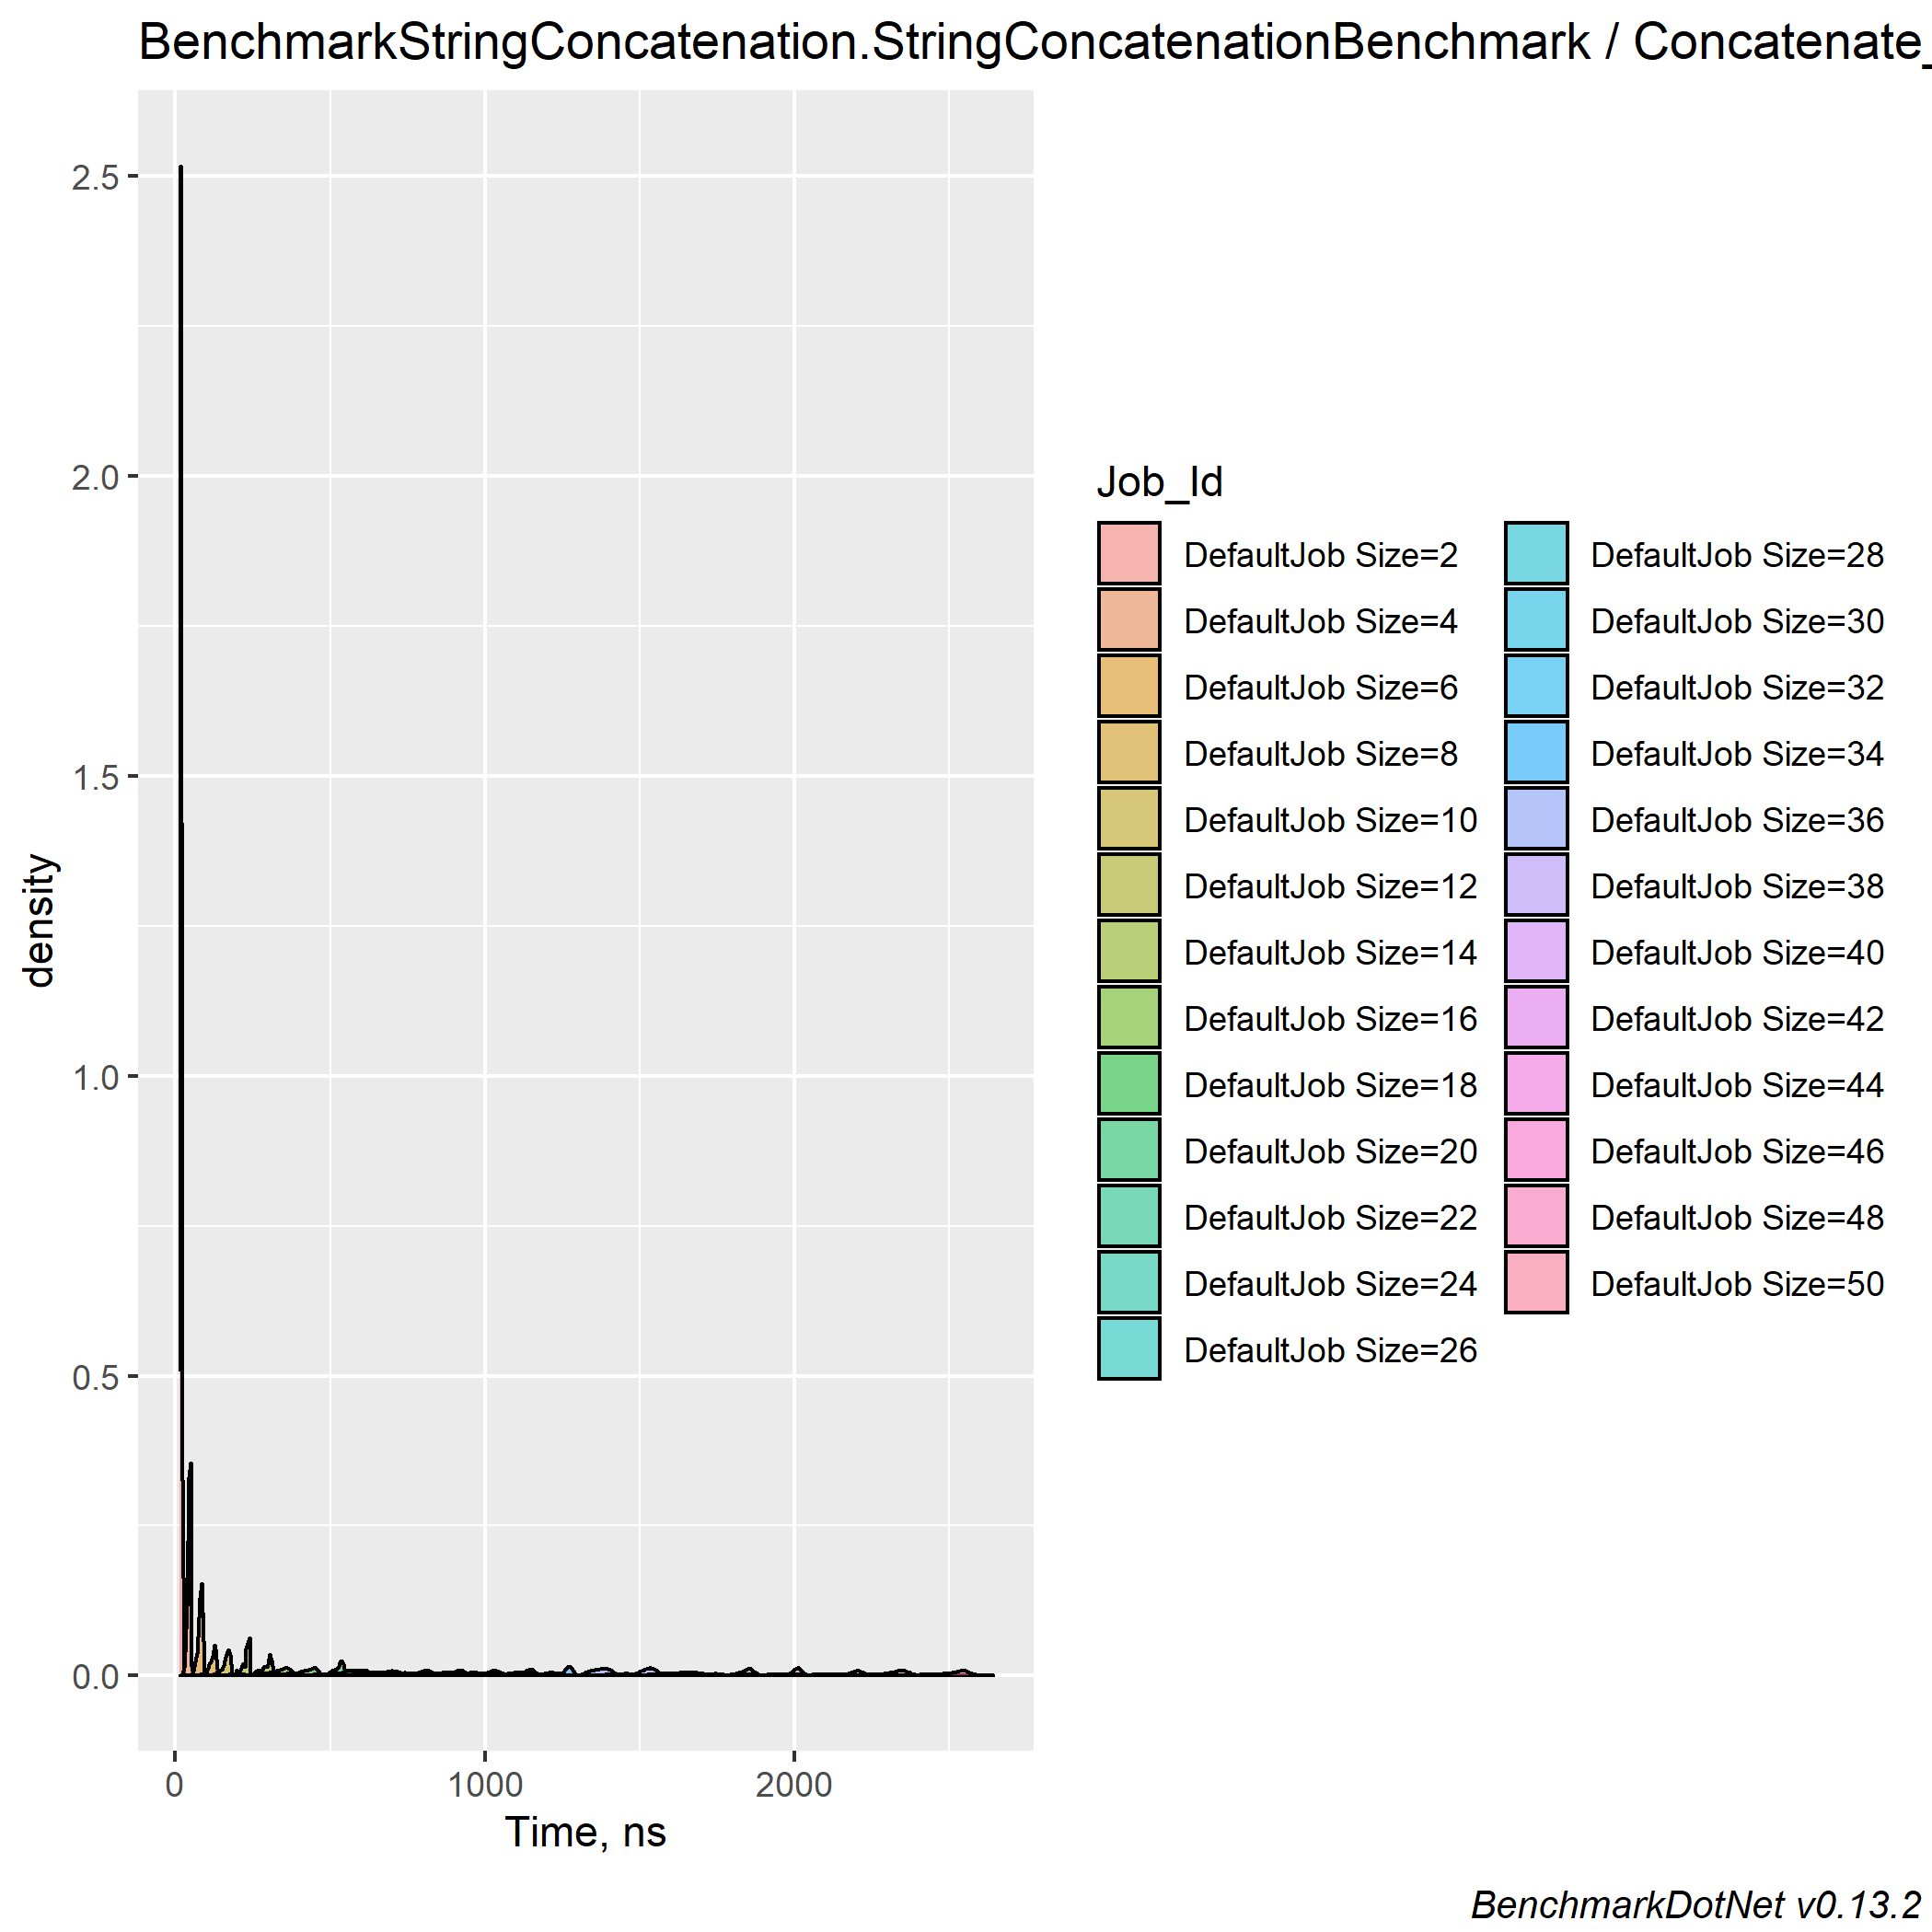 BenchmarkStringConcatenation.StringConcatenationBenchmark / Concatenate_
2.5
2.0
1.5
1.0
0.5
0.0
density
0 1000 2000
Time, ns
Job_Id
DefaultJob Size=2
DefaultJob Size=4
DefaultJob Size=6
DefaultJob Size=8
DefaultJob Size=10
DefaultJob Size=12
DefaultJob Size=14
DefaultJob Size=16
DefaultJob Size=18
DefaultJob Size=20
DefaultJob Size=22
DefaultJob Size=24
DefaultJob Size=26
DefaultJob Size=28
DefaultJob Size=30
DefaultJob Size=32
DefaultJob Size=34
DefaultJob Size=36
DefaultJob Size=38
DefaultJob Size=40
DefaultJob Size=42
DefaultJob Size=44
DefaultJob Size=46
DefaultJob Size=48
DefaultJob Size=50
BenchmarkDotNet v0.13.2